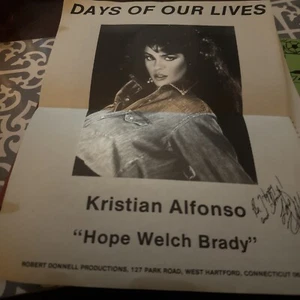 DAYS OF OUR LIVES
Kristian Alfonso
"Hope Welch Brady"
ROBERT DONNELL PRODUCTIONS, 127 PARK ROAD, WEST HARTFORD, CONNECTICUT